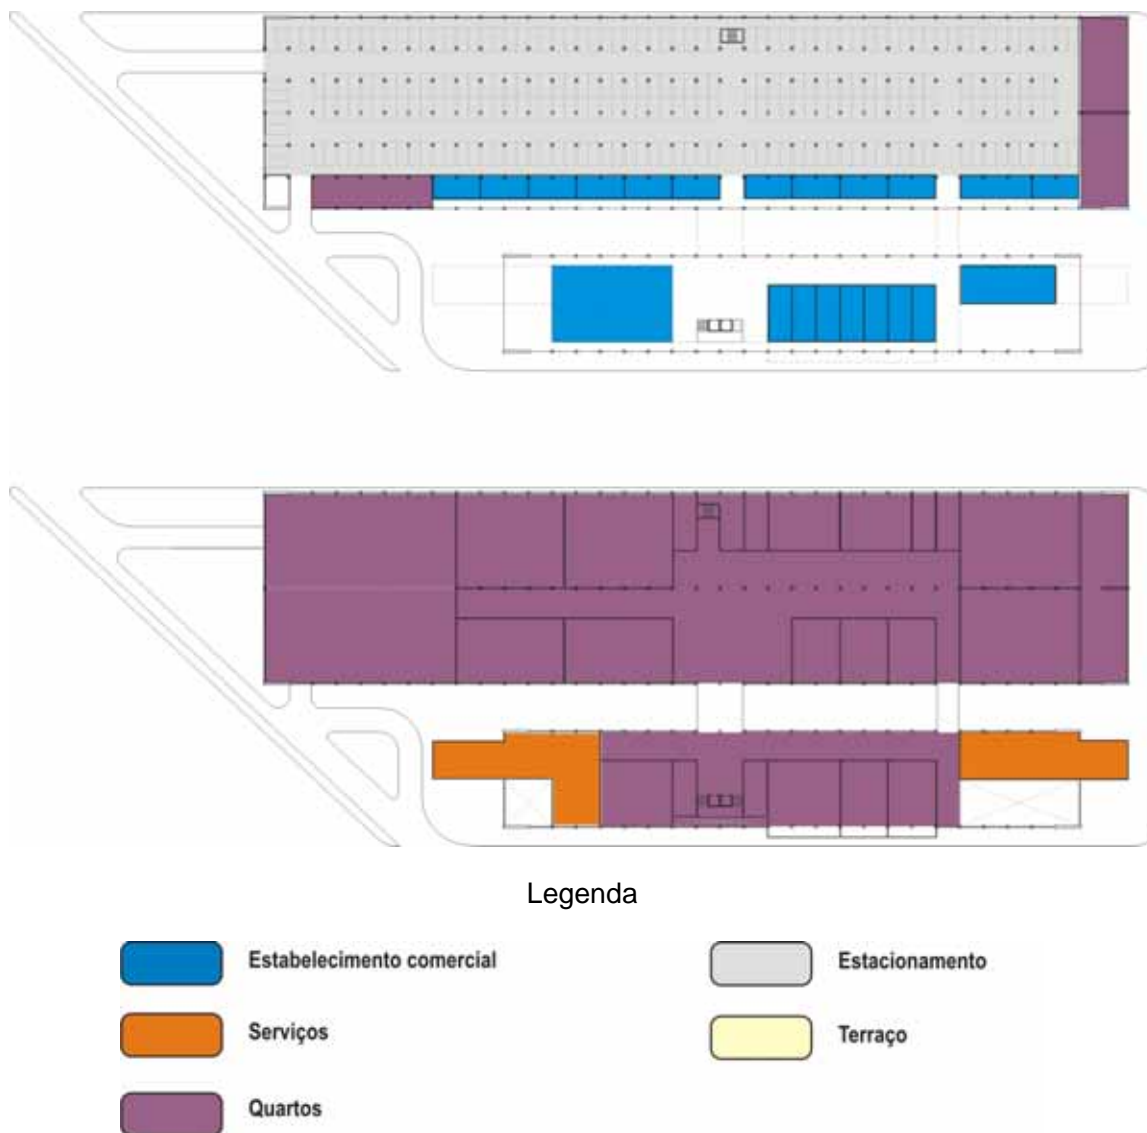 Legenda
Estabelecimento comercial
Estacionamento
Serviços
Terraço
Quartos